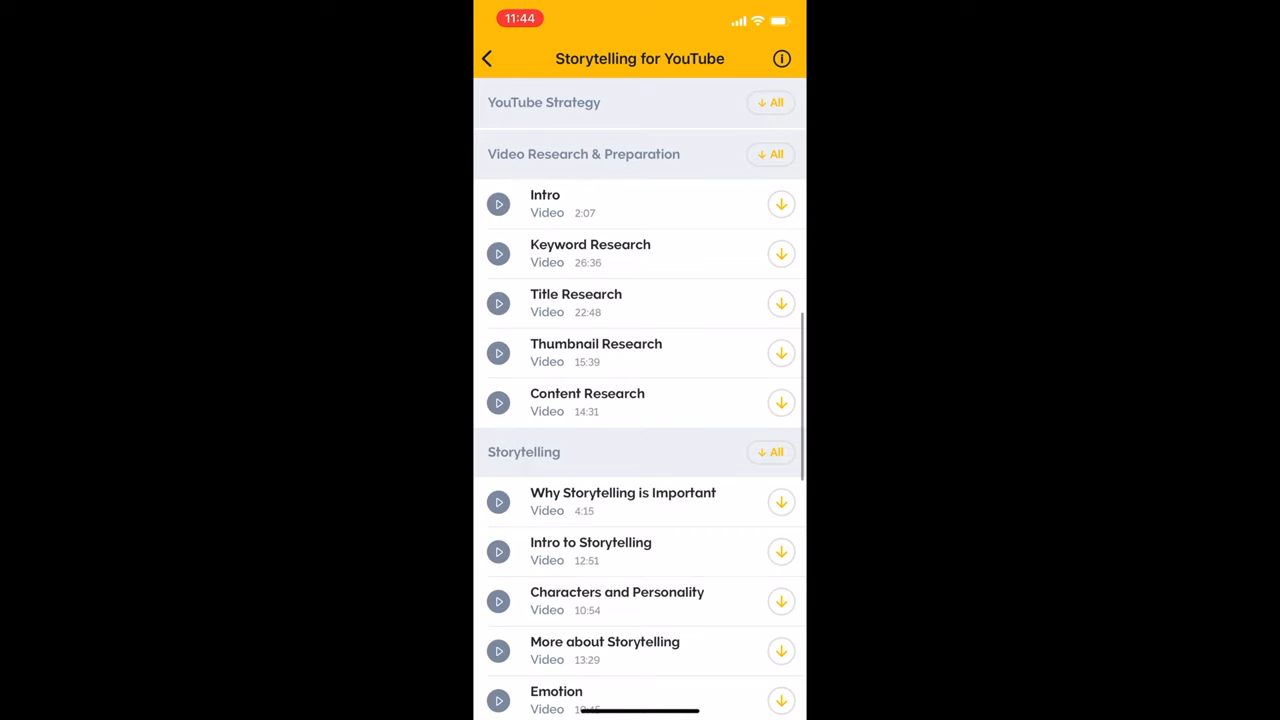 11:44
Storytelling for YouTube
YouTube Strategy
All
Video Research & Preparation
All
Intro
Video 2:07
Keyword Research
Video 26:36
Title Research
Video 22:48
Thumbnail Research
Video 15:39
Content Research
Video 14:31
Storytelling
All
Why Storytelling is Important
Video 4:15
Intro to Storytelling
Video 12:51
Characters and Personality
Video 10:54
More about Storytelling
Video 13:29
Emotion
Video